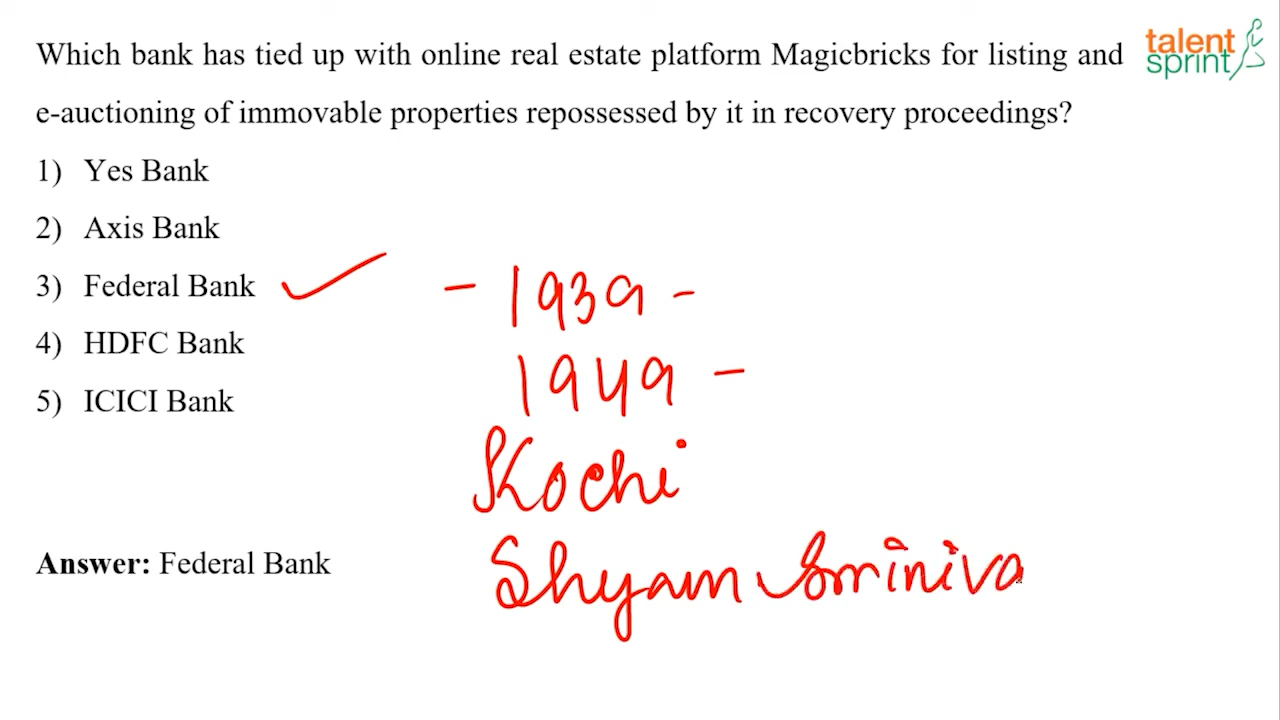 Which bank has tied up with online real estate platform Magicbricks for listing and
e-auctioning of immovable properties repossessed by it in recovery proceedings?
talent
sprint
1) Yes Bank
2) Axis Bank
3) Federal Bank
- 1939 -
4) HDFC Bank
1949 -
5) ICICI Bank
Kochi
Answer: Federal Bank
Shyam Sriniva